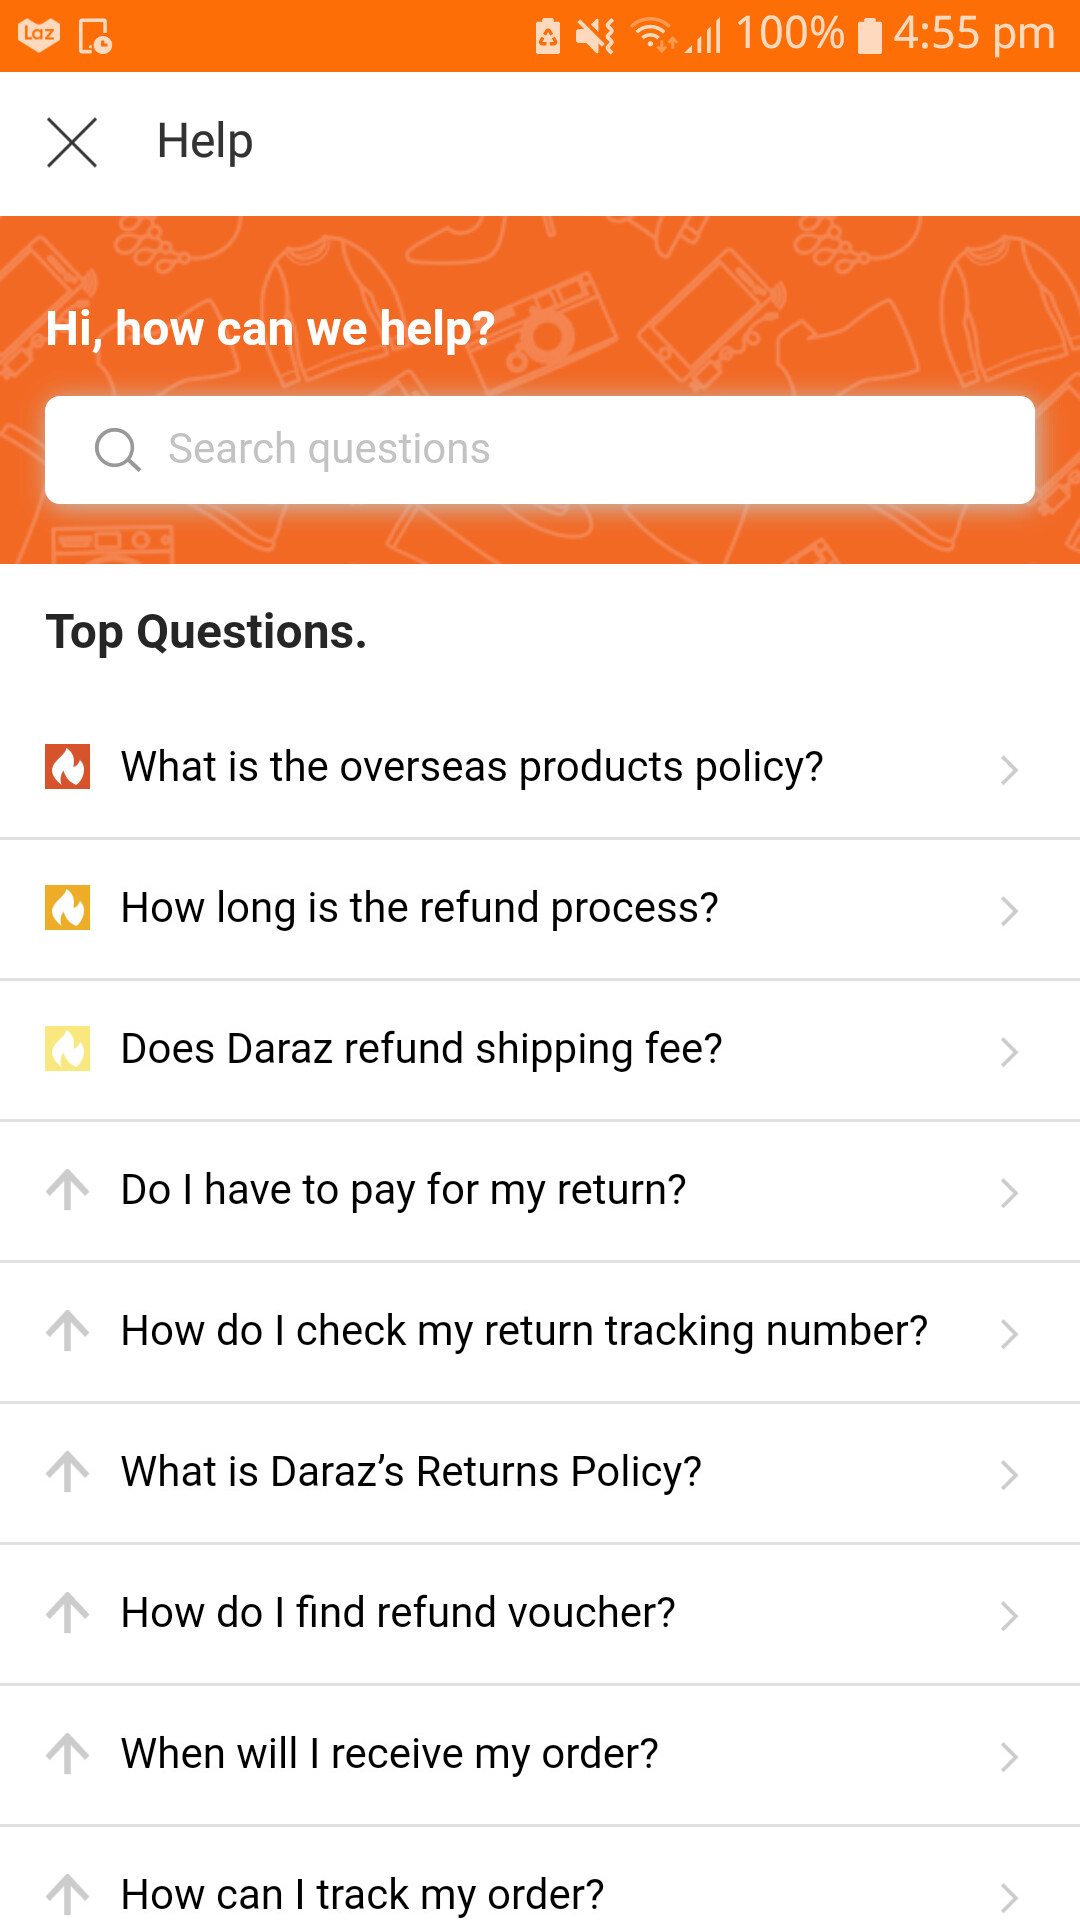 Laz 100% 4:55 pm
Help
Hi, how can we help?
Search questions
Top Questions.
What is the overseas products policy?
How long is the refund process?
Does Daraz refund shipping fee?
Do I have to pay for my return?
How do I check my return tracking number?
What is Daraz’s Returns Policy?
How do I find refund voucher?
When will I receive my order?
How can I track my order?